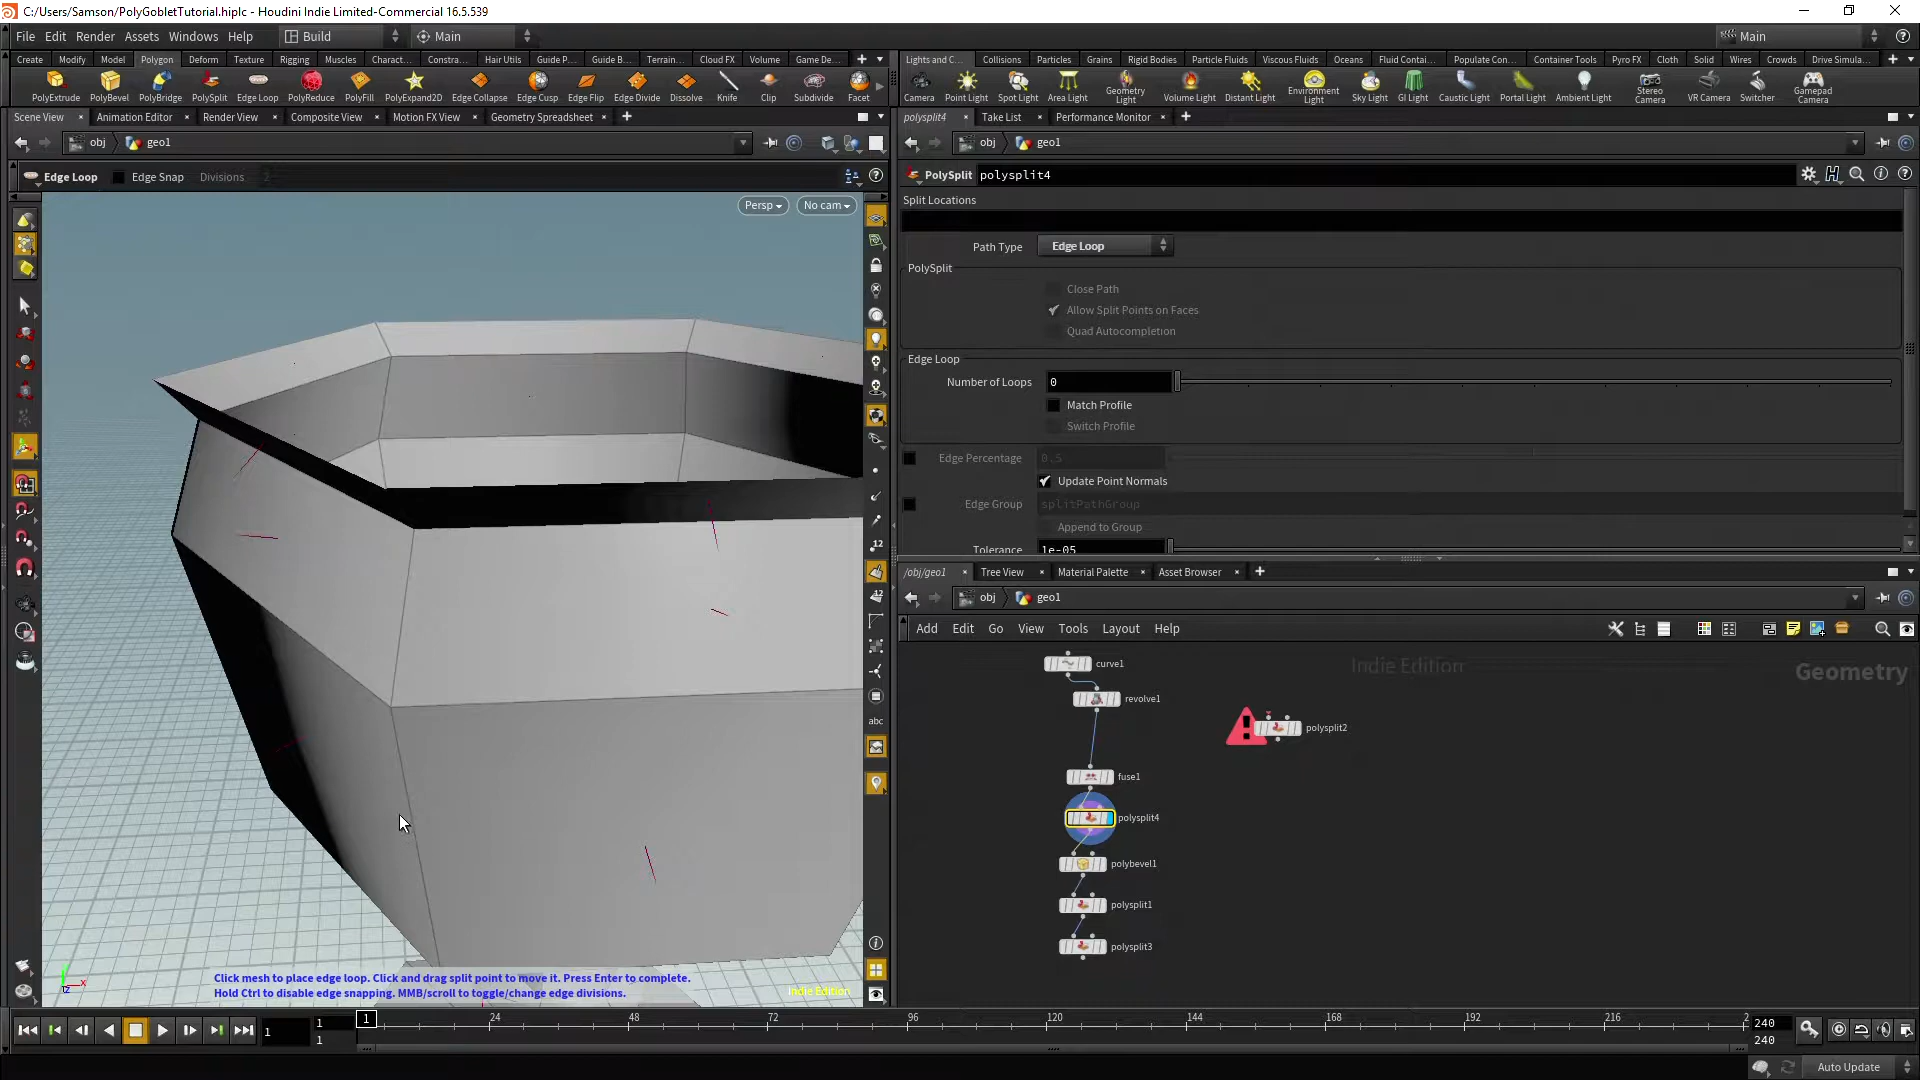 C:/Users/Samson/PolyGobletTutorial.hiplc - Houdini Indie Limited-Commercial 16.5.539
File Edit Render Assets Windows Help Build Main Main
Create Modify Model Polygon Deform Texture Rigging Muscles Charact... Constra... Hair Utils Guide P... Guide B... Terrain... Cloud FX Volume Game De...
PolyExtrude PolyBevel PolyBridge PolySplit Edge Loop PolyReduce PolyFill PolyExpand2D Edge Collapse Edge Cusp Edge Flip Edge Divide Dissolve Knife Clip Subdivide Facet
Lights and C... Collisions Particles Grains Rigid Bodies Particle Fluids Viscous Fluids Oceans Fluid Contai... Populate Con... Container Tools Pyro FX Cloth Solid Wires Crowds Drive Simula...
Camera Point Light Spot Light Area Light Geometry Light Volume Light Distant Light Environment Light Sky Light GI Light Caustic Light Portal Light Ambient Light Stereo Camera VR Camera Switcher Gamepad Camera
Scene View Animation Editor Render View Composite View Motion FX View Geometry Spreadsheet
obj geo1
Edge Loop Edge Snap Divisions
Persp No cam
12
12
abc
Click mesh to place edge loop. Click and drag split point to move it. Press Enter to complete.
Hold Ctrl to disable edge snapping. MMB/scroll to toggle/change edge divisions.
Indie Edition
polysplit4 Take List Performance Monitor
obj geo1
PolySplit polysplit4
Split Locations
Path Type Edge Loop
PolySplit
Close Path
Allow Split Points on Faces
Quad Autocompletion
Edge Loop
Number of Loops 0
Match Profile
Switch Profile
Edge Percentage 0.5
Update Point Normals
Edge Group splitPathGroup
Append to Group
Tolerance 1e-05
/obj/geo1 Tree View Material Palette Asset Browser
obj geo1
Add Edit Go View Tools Layout Help
Indie Edition
Geometry
curve1
revolve1
polysplit2
fuse1
polysplit4
polybevel1
polysplit1
polysplit3
1 1 1 1 24 48 72 96 120 144 168 192 216 2 240 240
Auto Update